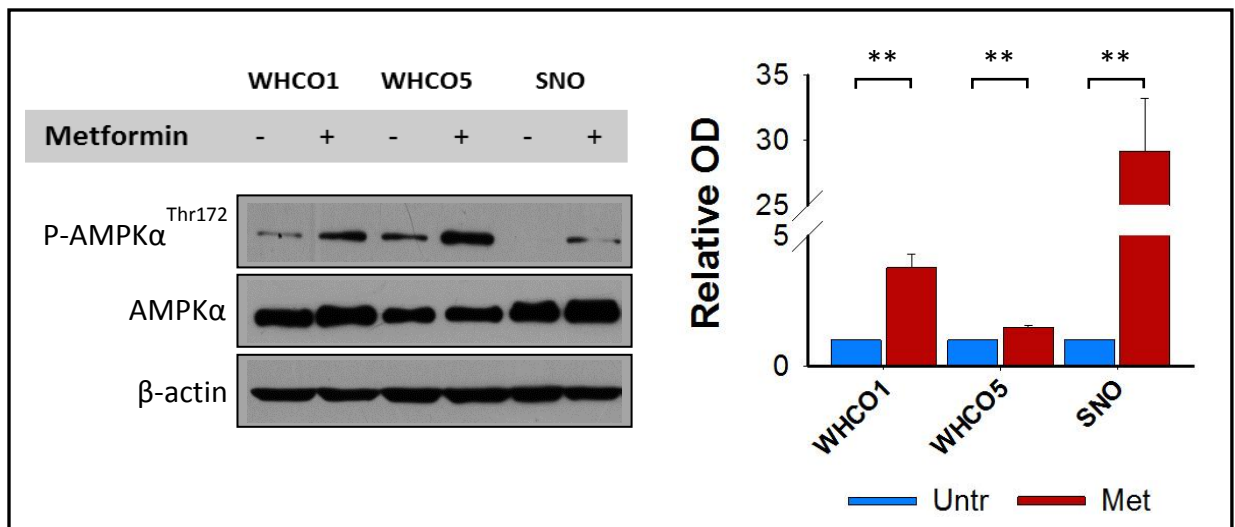 WHCO1 WHCO5 SNO
Metformin - + - + - +
P-AMPKα^Thr172
AMPKα
β-actin
** ** **
35
30
25
5
0
Relative OD
WHCO1 WHCO5 SNO
Untr Met